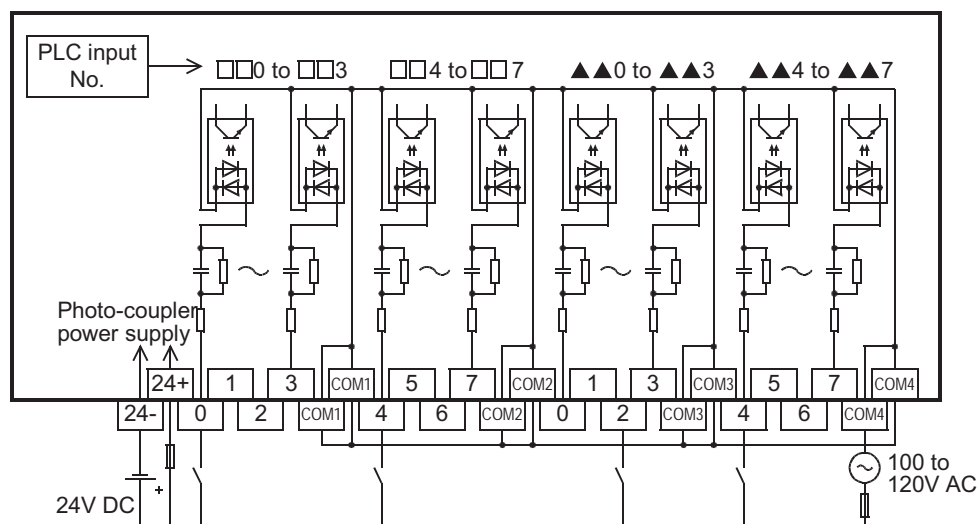 PLC input
No.
□□0 to □□3
□□4 to □□7
▲▲0 to ▲▲3
▲▲4 to ▲▲7
Photo-coupler
power supply
24+ 1 3 COM1 5 7 COM2 1 3 COM3 5 7 COM4
24- 0 2 COM1 4 6 COM2 0 2 COM3 4 6 COM4
24V DC
+
100 to
120V AC